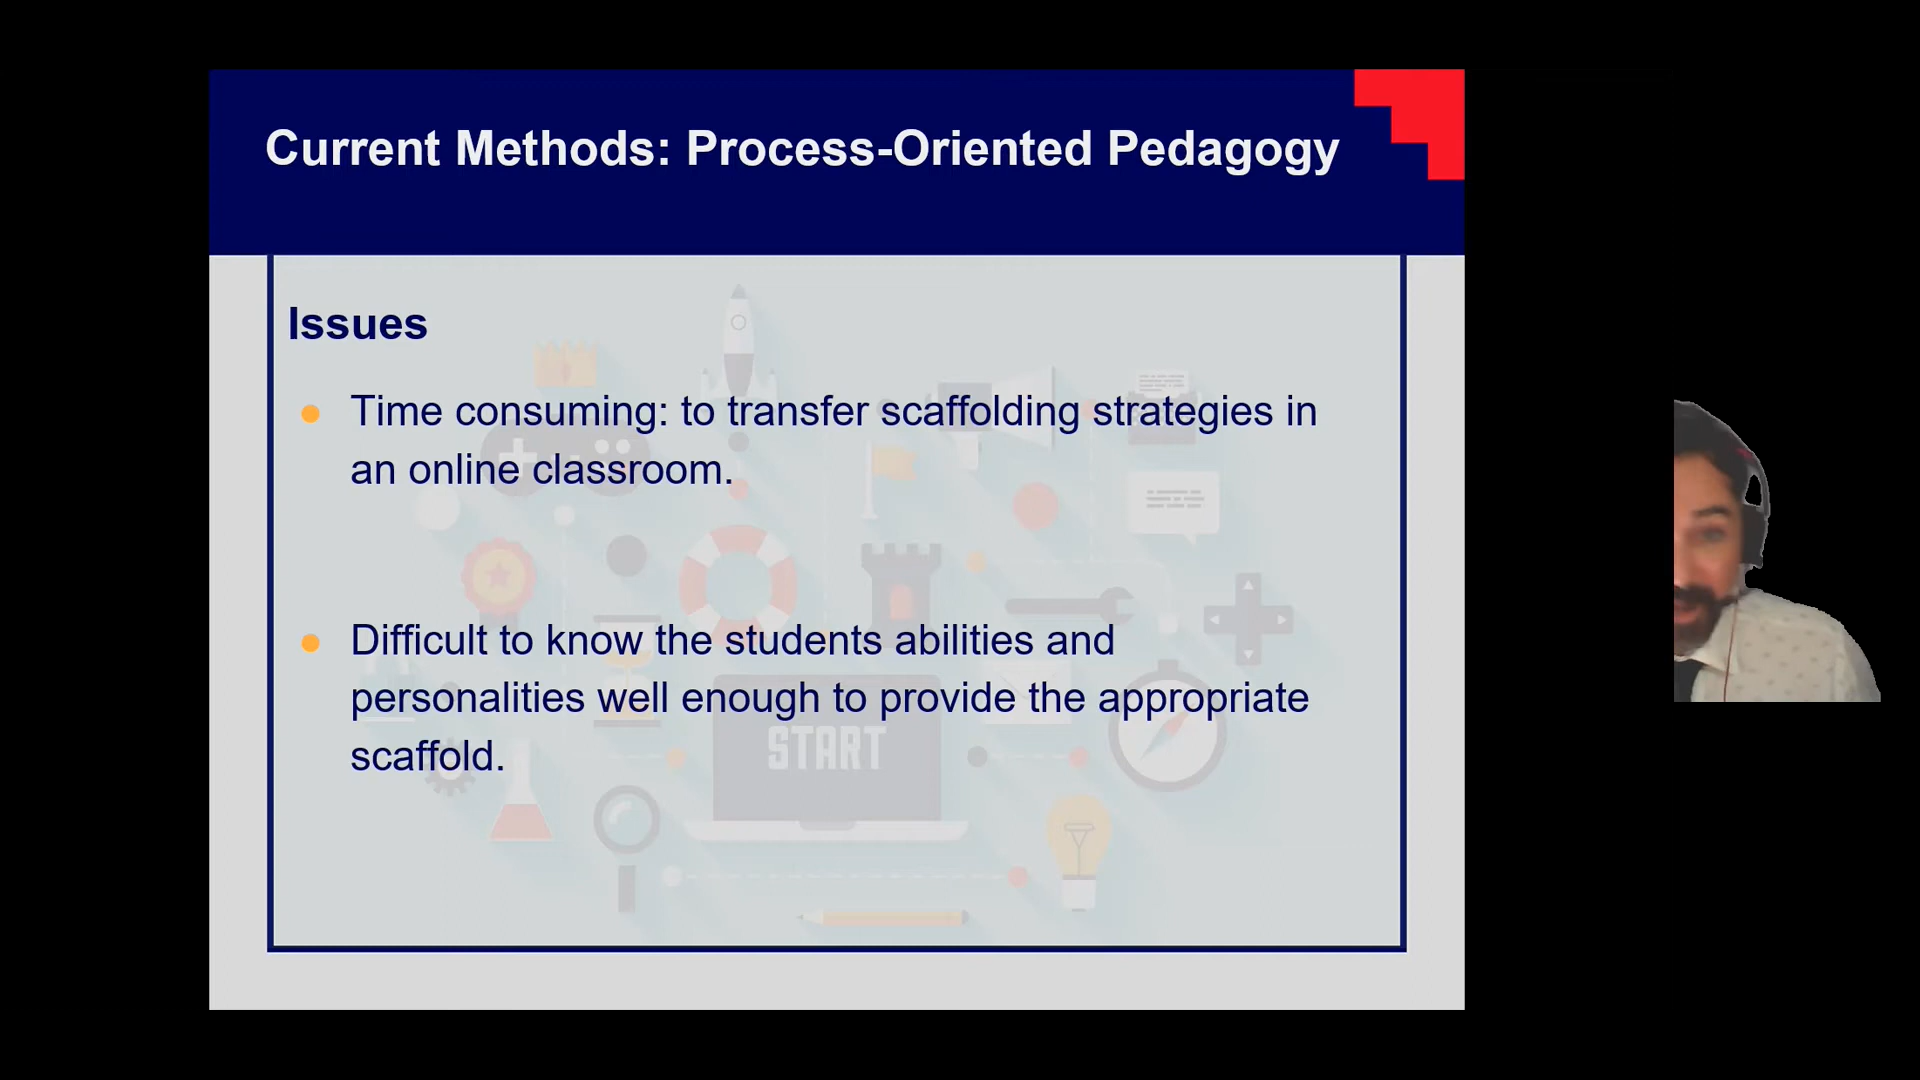 Current Methods: Process-Oriented Pedagogy
Issues
Time consuming: to transfer scaffolding strategies in
an online classroom.
Difficult to know the students abilities and
personalities well enough to provide the appropriate
scaffold.
START